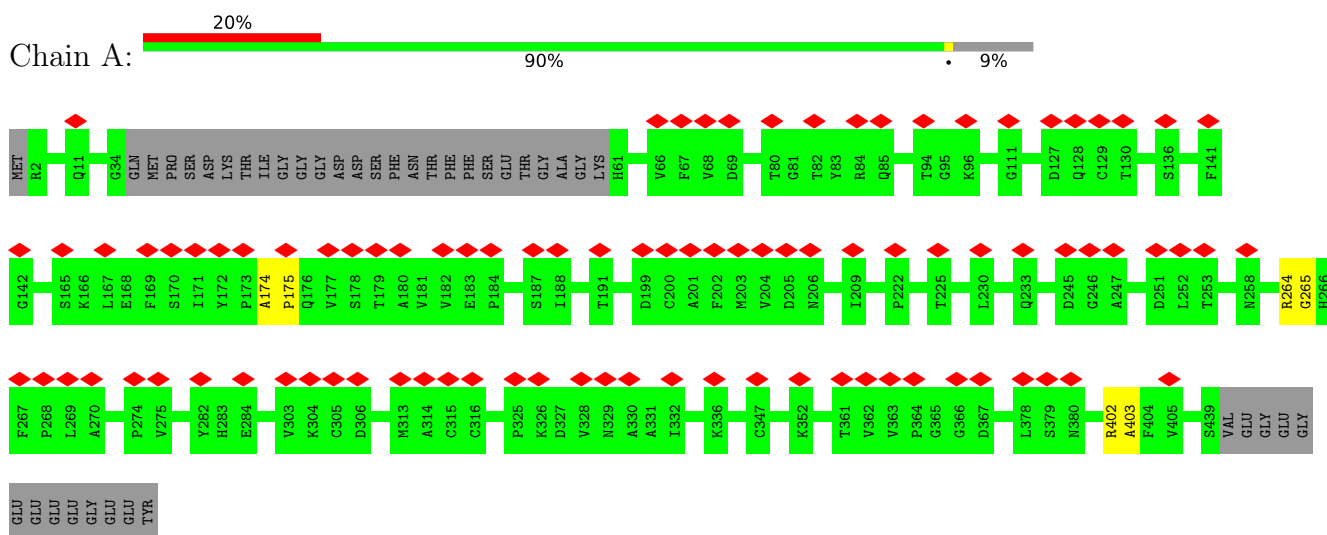 20%
Chain A:
90% • 9%
MET R2 Q11 G34 GLN MET PRO SER ASP LYS THR ILE GLY GLY GLY ASP ASP SER PHE ASN THR PHE PHE SER GLU THR GLY ALA GLY LYS H61 V66 F67 V68 D69 T80 G81 T82 Y83 R84 Q85 T94 G95 K96 G111 D127 Q128 C129 T130 S136 F141
G142 S165 K166 L167 E168 F169 S170 I171 Y172 P173 A174 P175 Q176 V177 S178 T179 A180 V181 V182 E183 P184 S187 I188 T191 D199 C200 A201 F202 M203 V204 D205 N206 I209 P222 T225 L230 Q233 D245 G246 A247 D251 L252 T253 N258 R264 G265 H266
F267 P268 L269 A270 P274 V275 Y282 H283 E284 V303 K304 C305 D306 M313 A314 C315 C316 P325 K326 D327 V328 N329 A330 A331 I332 K336 C347 K352 T361 V362 V363 P364 G365 G366 D367 L378 S379 N380 R402 A403 F404 V405 S439 VAL GLU GLY GLU GLY
GLU GLU GLU GLU GLY GLU GLU TYR